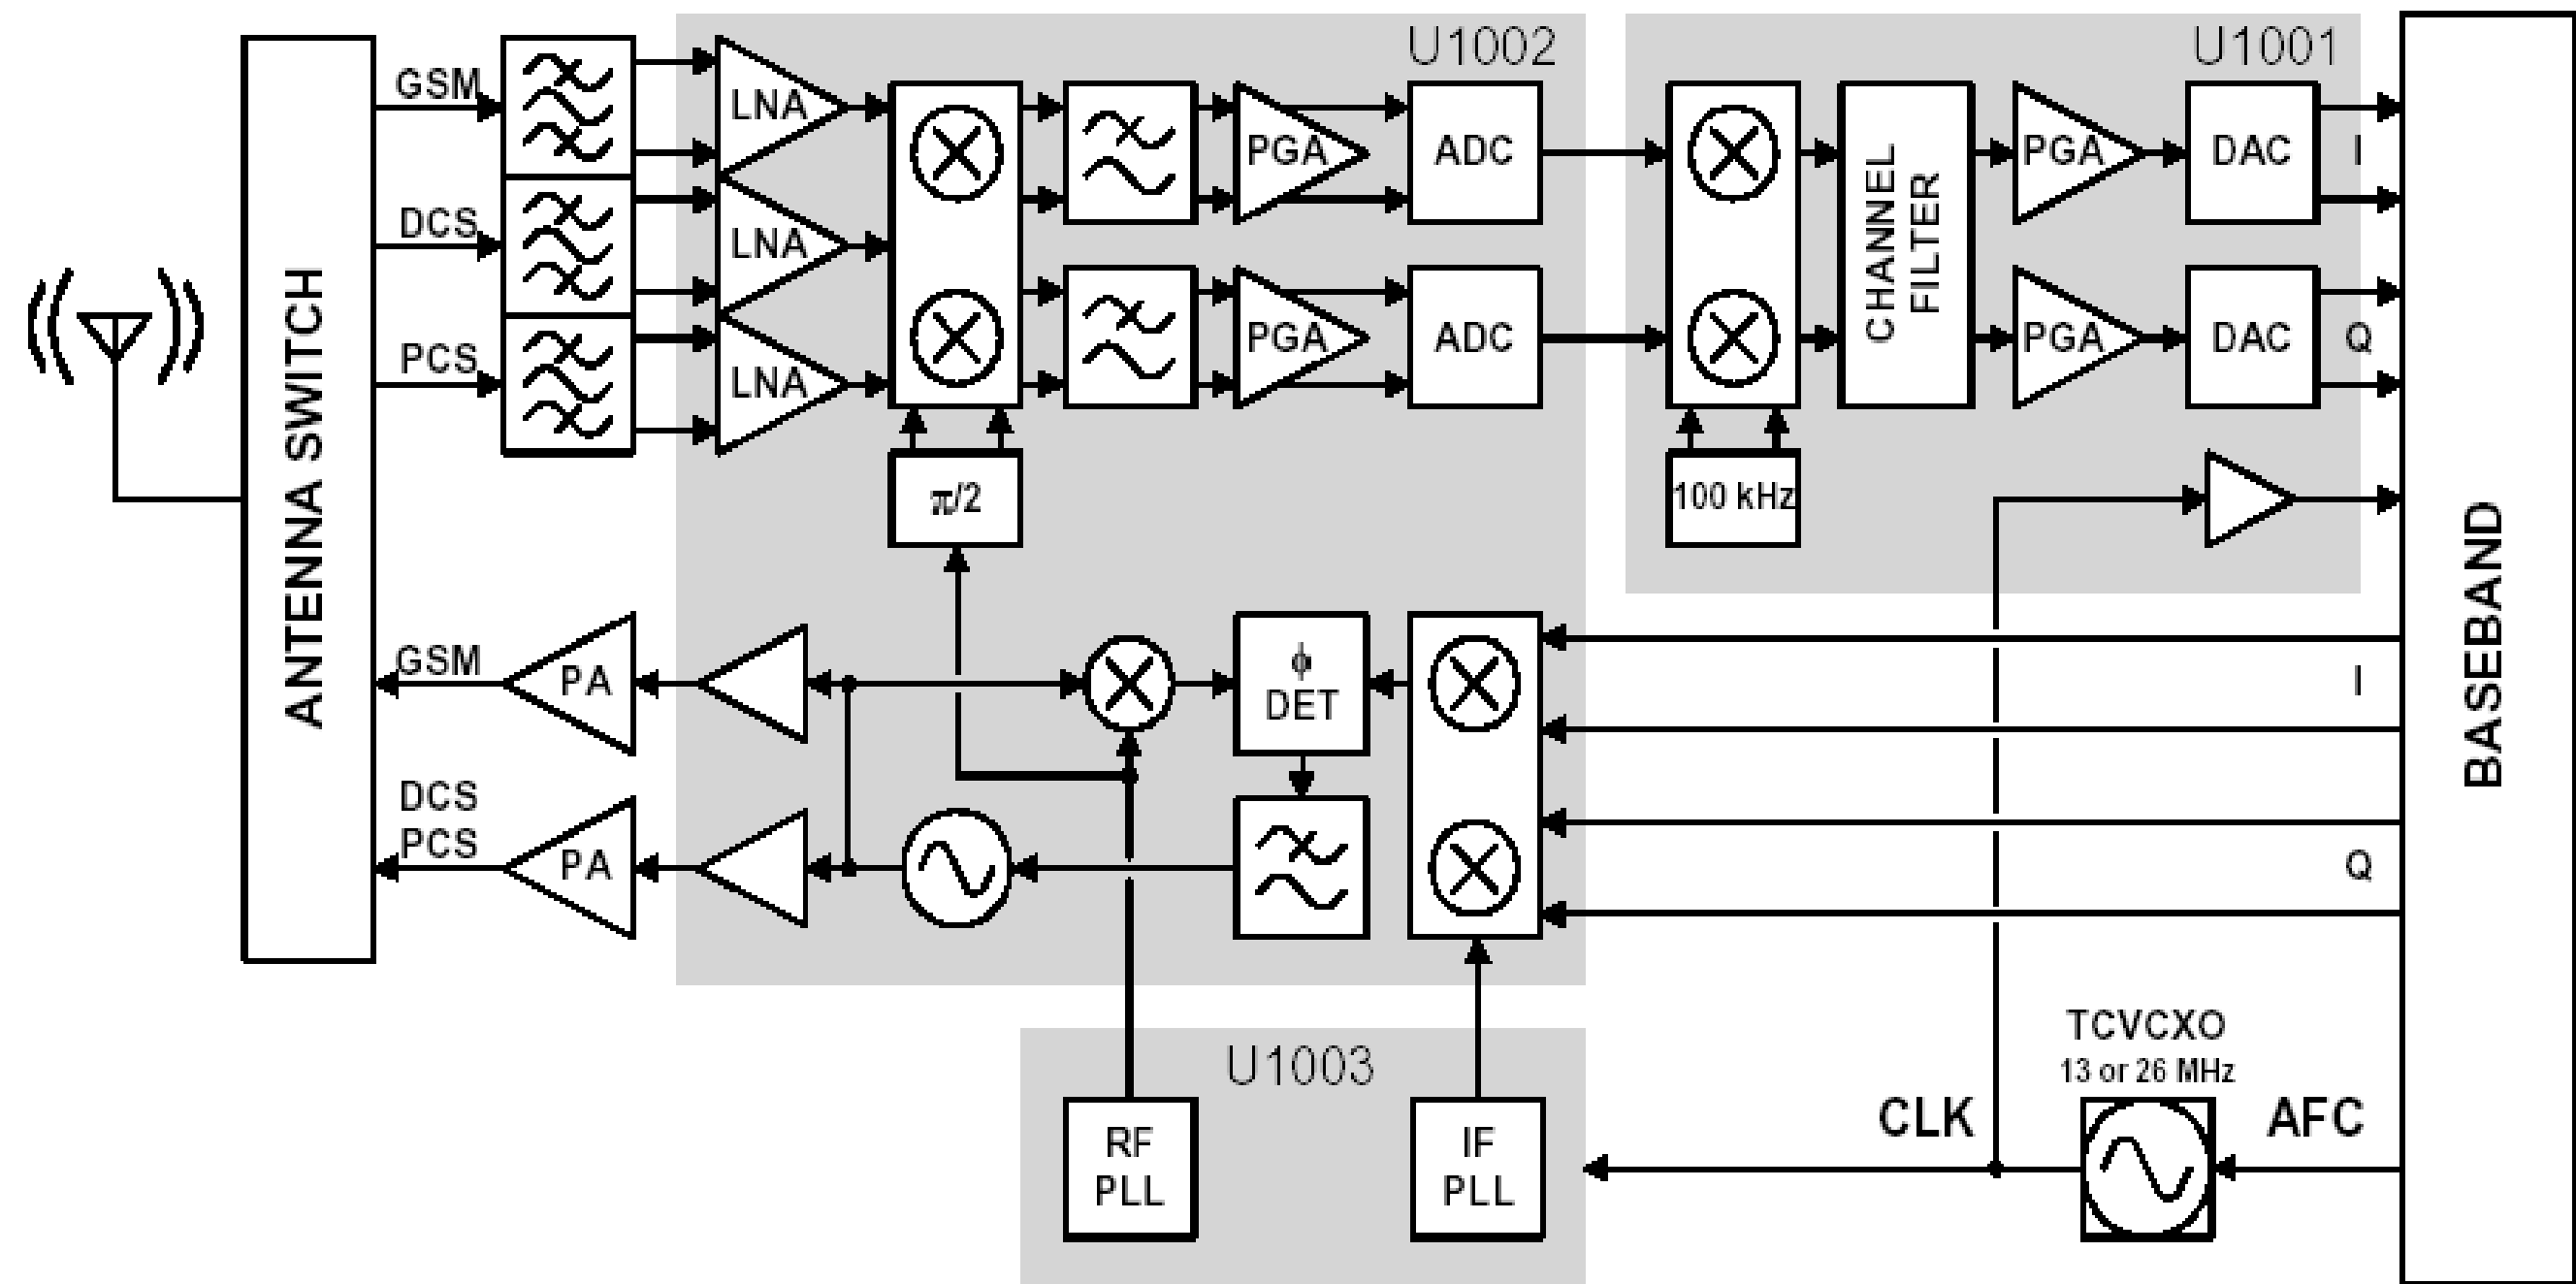 U1002
U1001
GSM
LNA
PGA
ADC
PGA
DAC
I
DCS
LNA
CHANNEL
FILTER
PCS
LNA
PGA
ADC
PGA
DAC
Q
ANTENNA SWITCH
π/2
100 kHz
BASEBAND
GSM
PA
ϕ
DET
I
DCS
PCS
PA
Q
U1003
TCVCXO
13 or 26 MHz
RF
PLL
IF
PLL
CLK
AFC